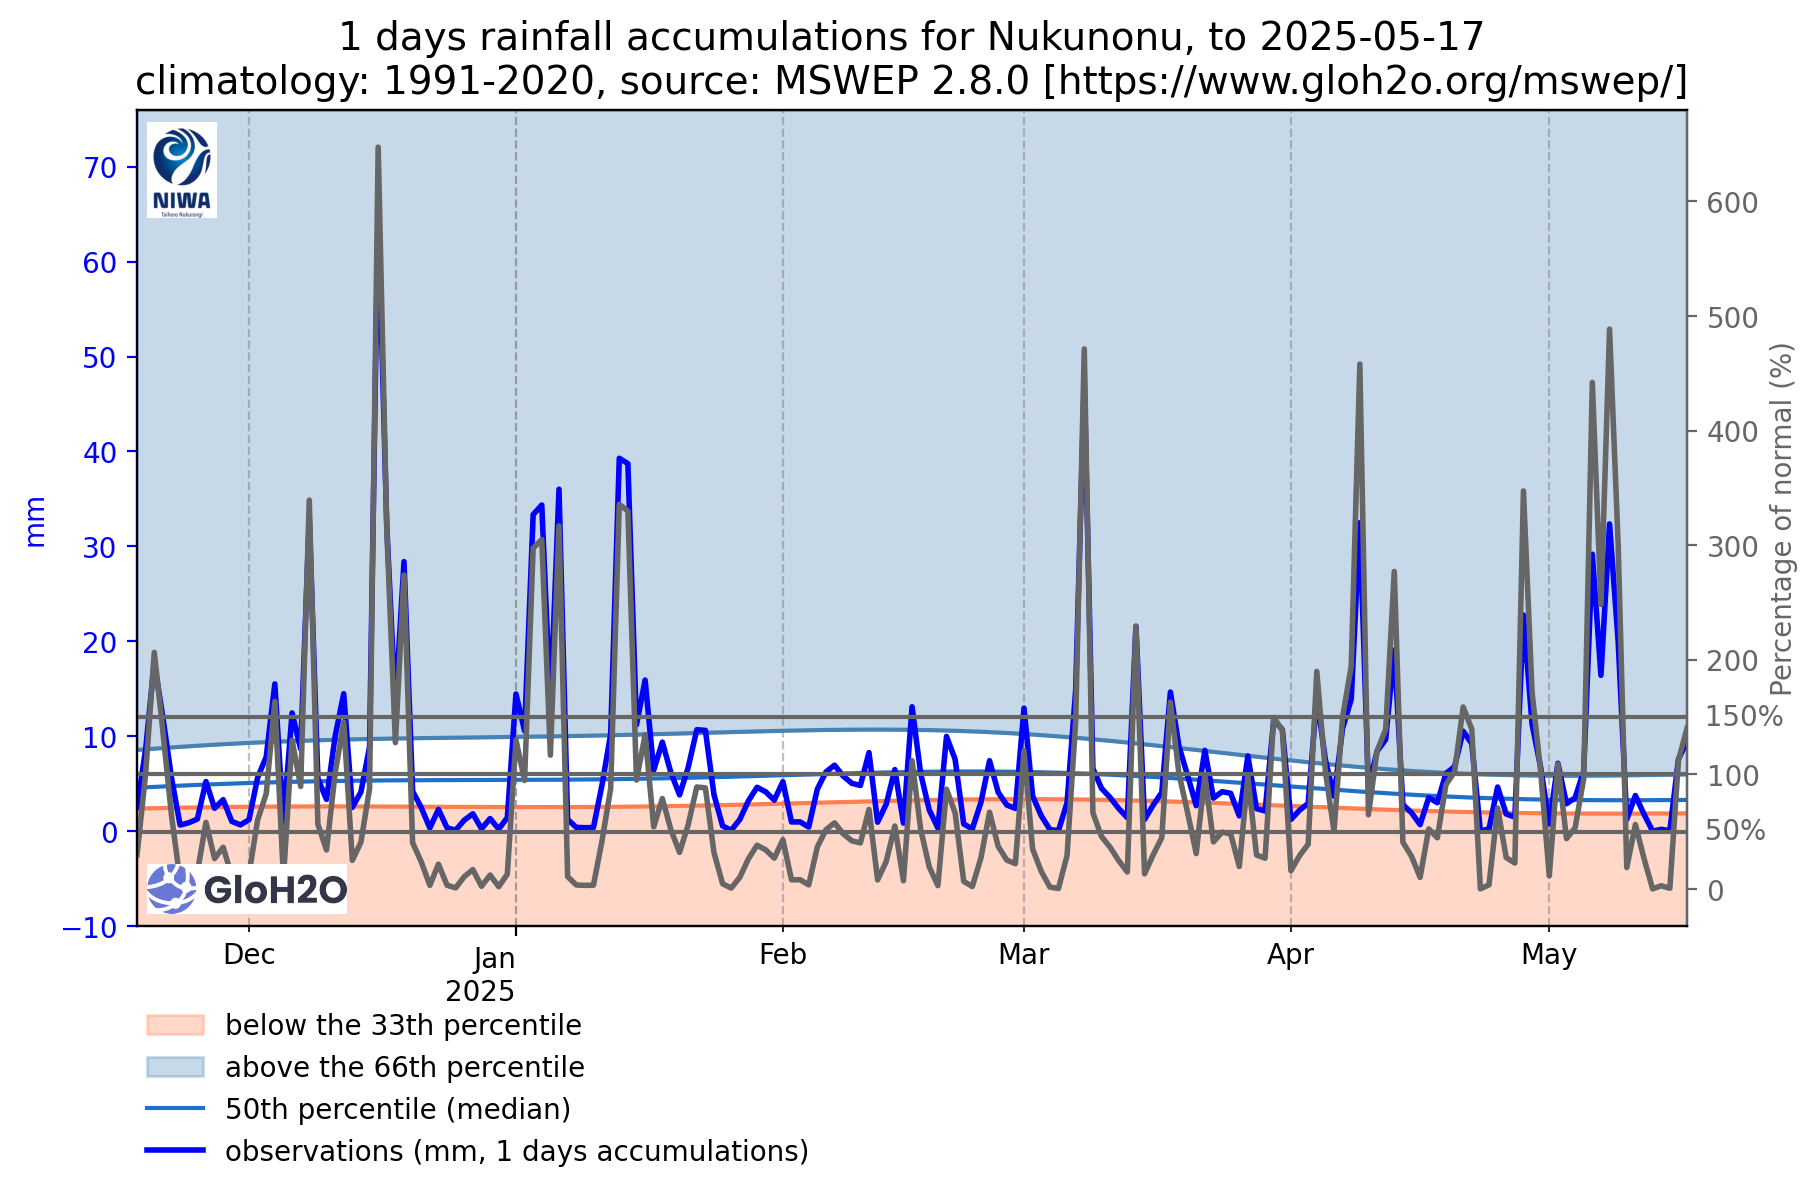 1 days rainfall accumulations for Nukunonu, to 2025-05-17
climatology: 1991-2020, source: MSWEP 2.8.0 [https://www.gloh2o.org/mswep/]
NIWA
Taihoro Nukurangi
70
60
50
40
30
20
10
0
−10
mm
600
500
400
300
200
150%
100
50%
0
Percentage of normal (%)
GloH2O
Dec
Jan
2025
Feb
Mar
Apr
May
below the 33th percentile
above the 66th percentile
50th percentile (median)
observations (mm, 1 days accumulations)